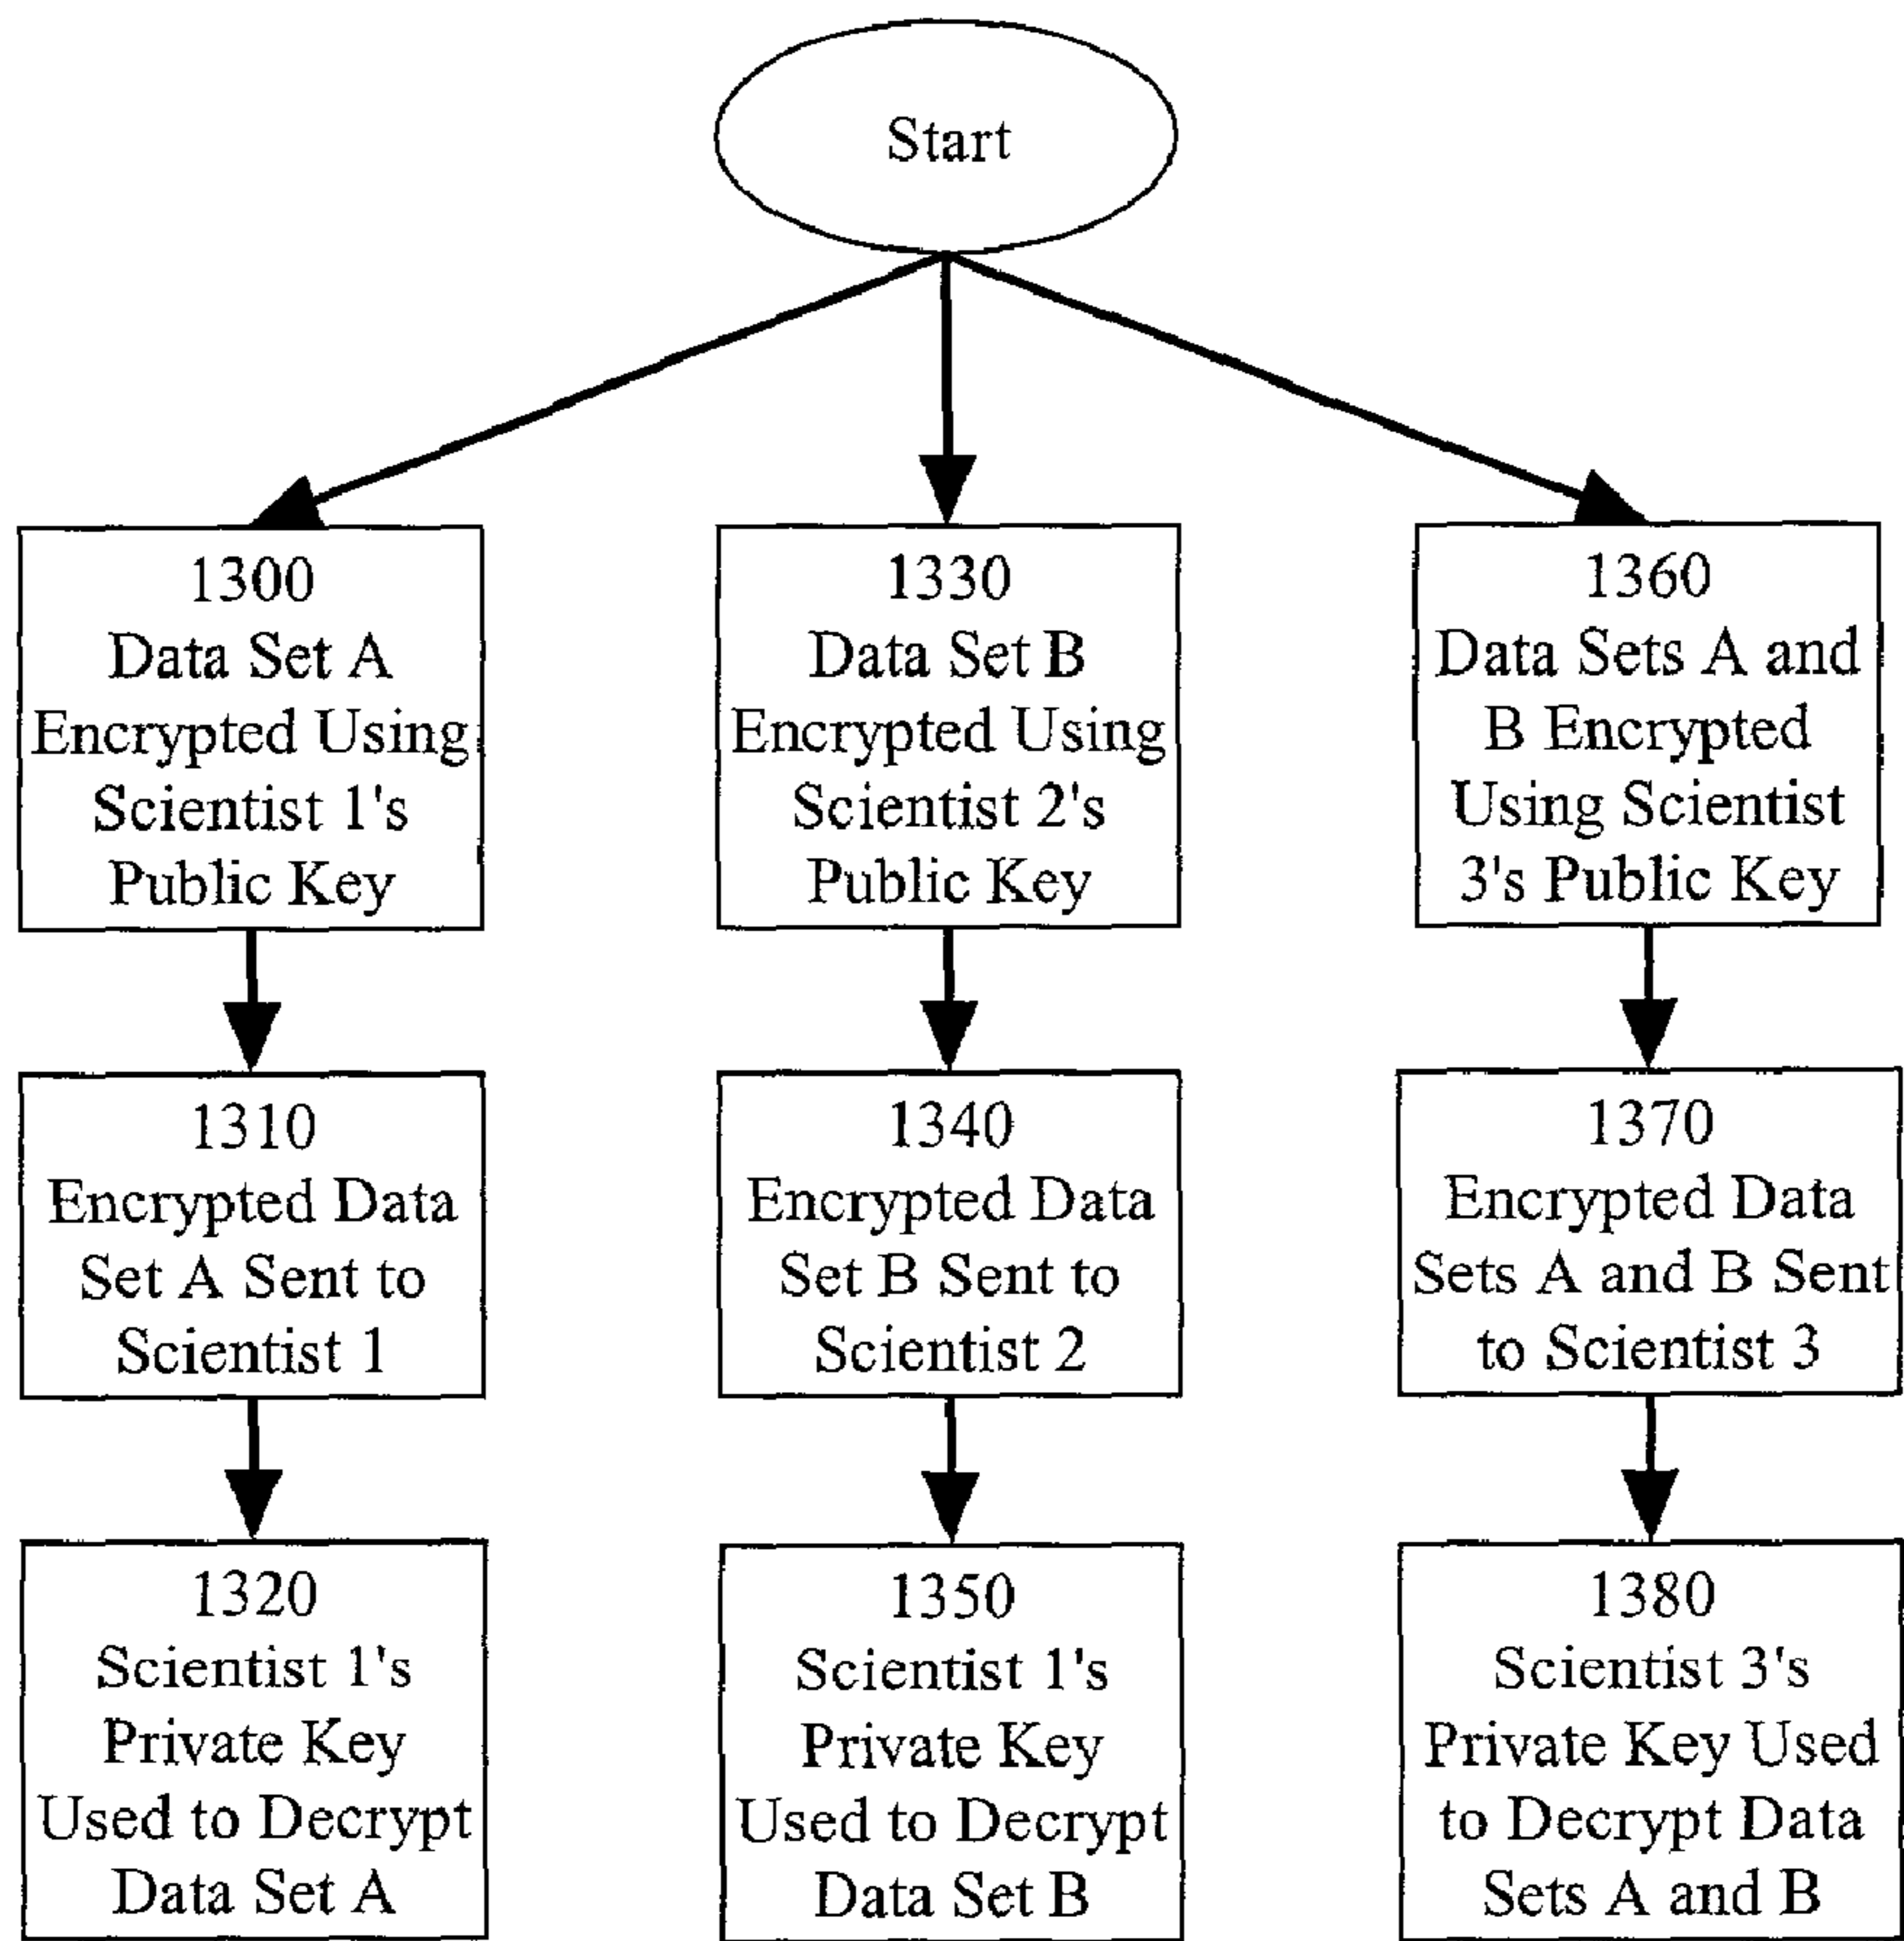 Start
1300
Data Set A
Encrypted Using
Scientist 1's
Public Key
1330
Data Set B
Encrypted Using
Scientist 2's
Public Key
1360
Data Sets A and
B Encrypted
Using Scientist
3's Public Key
1310
Encrypted Data
Set A Sent to
Scientist 1
1340
Encrypted Data
Set B Sent to
Scientist 2
1370
Encrypted Data
Sets A and B Sent
to Scientist 3
1320
Scientist 1's
Private Key
Used to Decrypt
Data Set A
1350
Scientist 1's
Private Key
Used to Decrypt
Data Set B
1380
Scientist 3's
Private Key Used
to Decrypt Data
Sets A and B